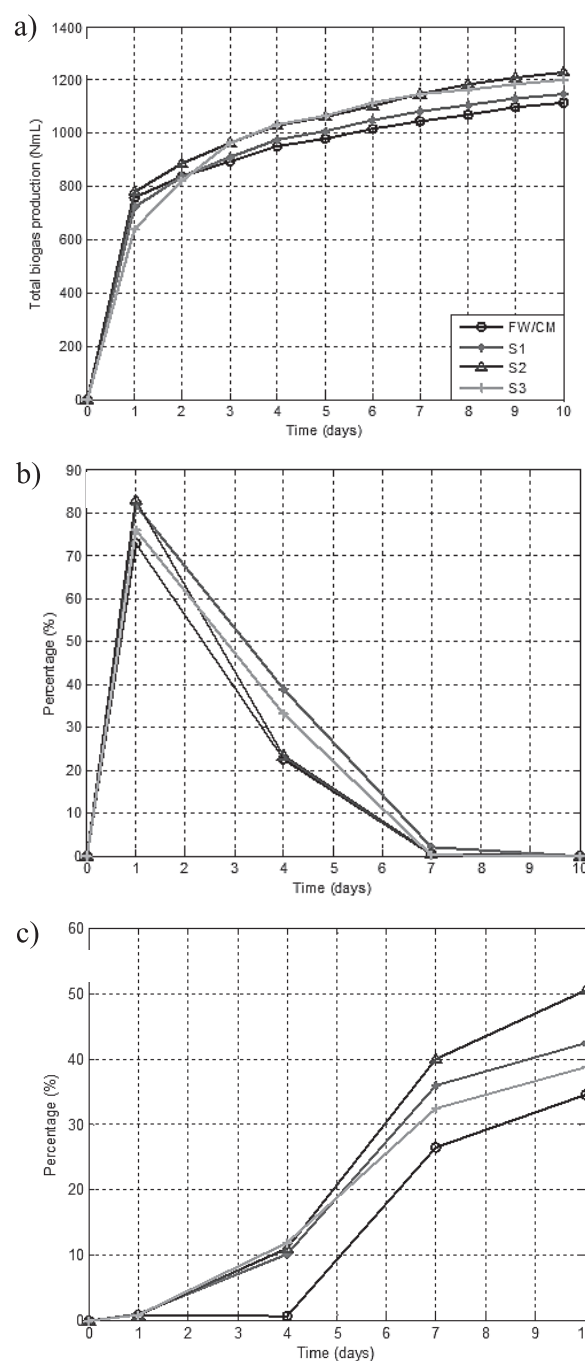 a)
1400
1200
1000
800
600
400
200
0
Total biogas production (NmL)
FW/CM
S1
S2
S3
0 1 2 3 4 5 6 7 8 9 10
Time (days)
b)
90
80
70
60
50
40
30
20
10
0
Percentage (%)
0 1 2 3 4 5 6 7 8 9 10
Time (days)
c)
60
50
40
30
20
10
0
Percentage (%)
0 1 2 3 4 5 6 7 8 9 1
Time (days)